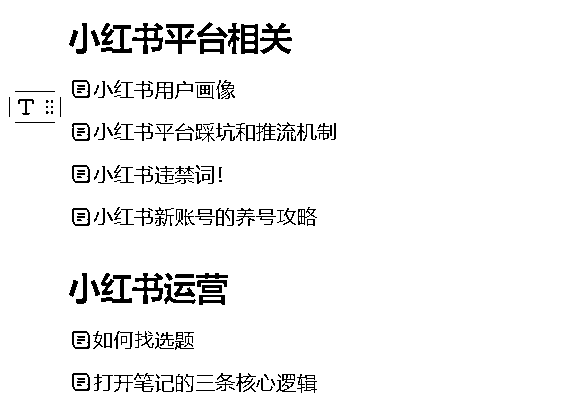 小红书平台相关
小红书用户画像
小红书平台踩坑和推流机制
小红书违禁词!
小红书新账号的养号攻略
小红书运营
如何找选题
打开笔记的三条核心逻辑